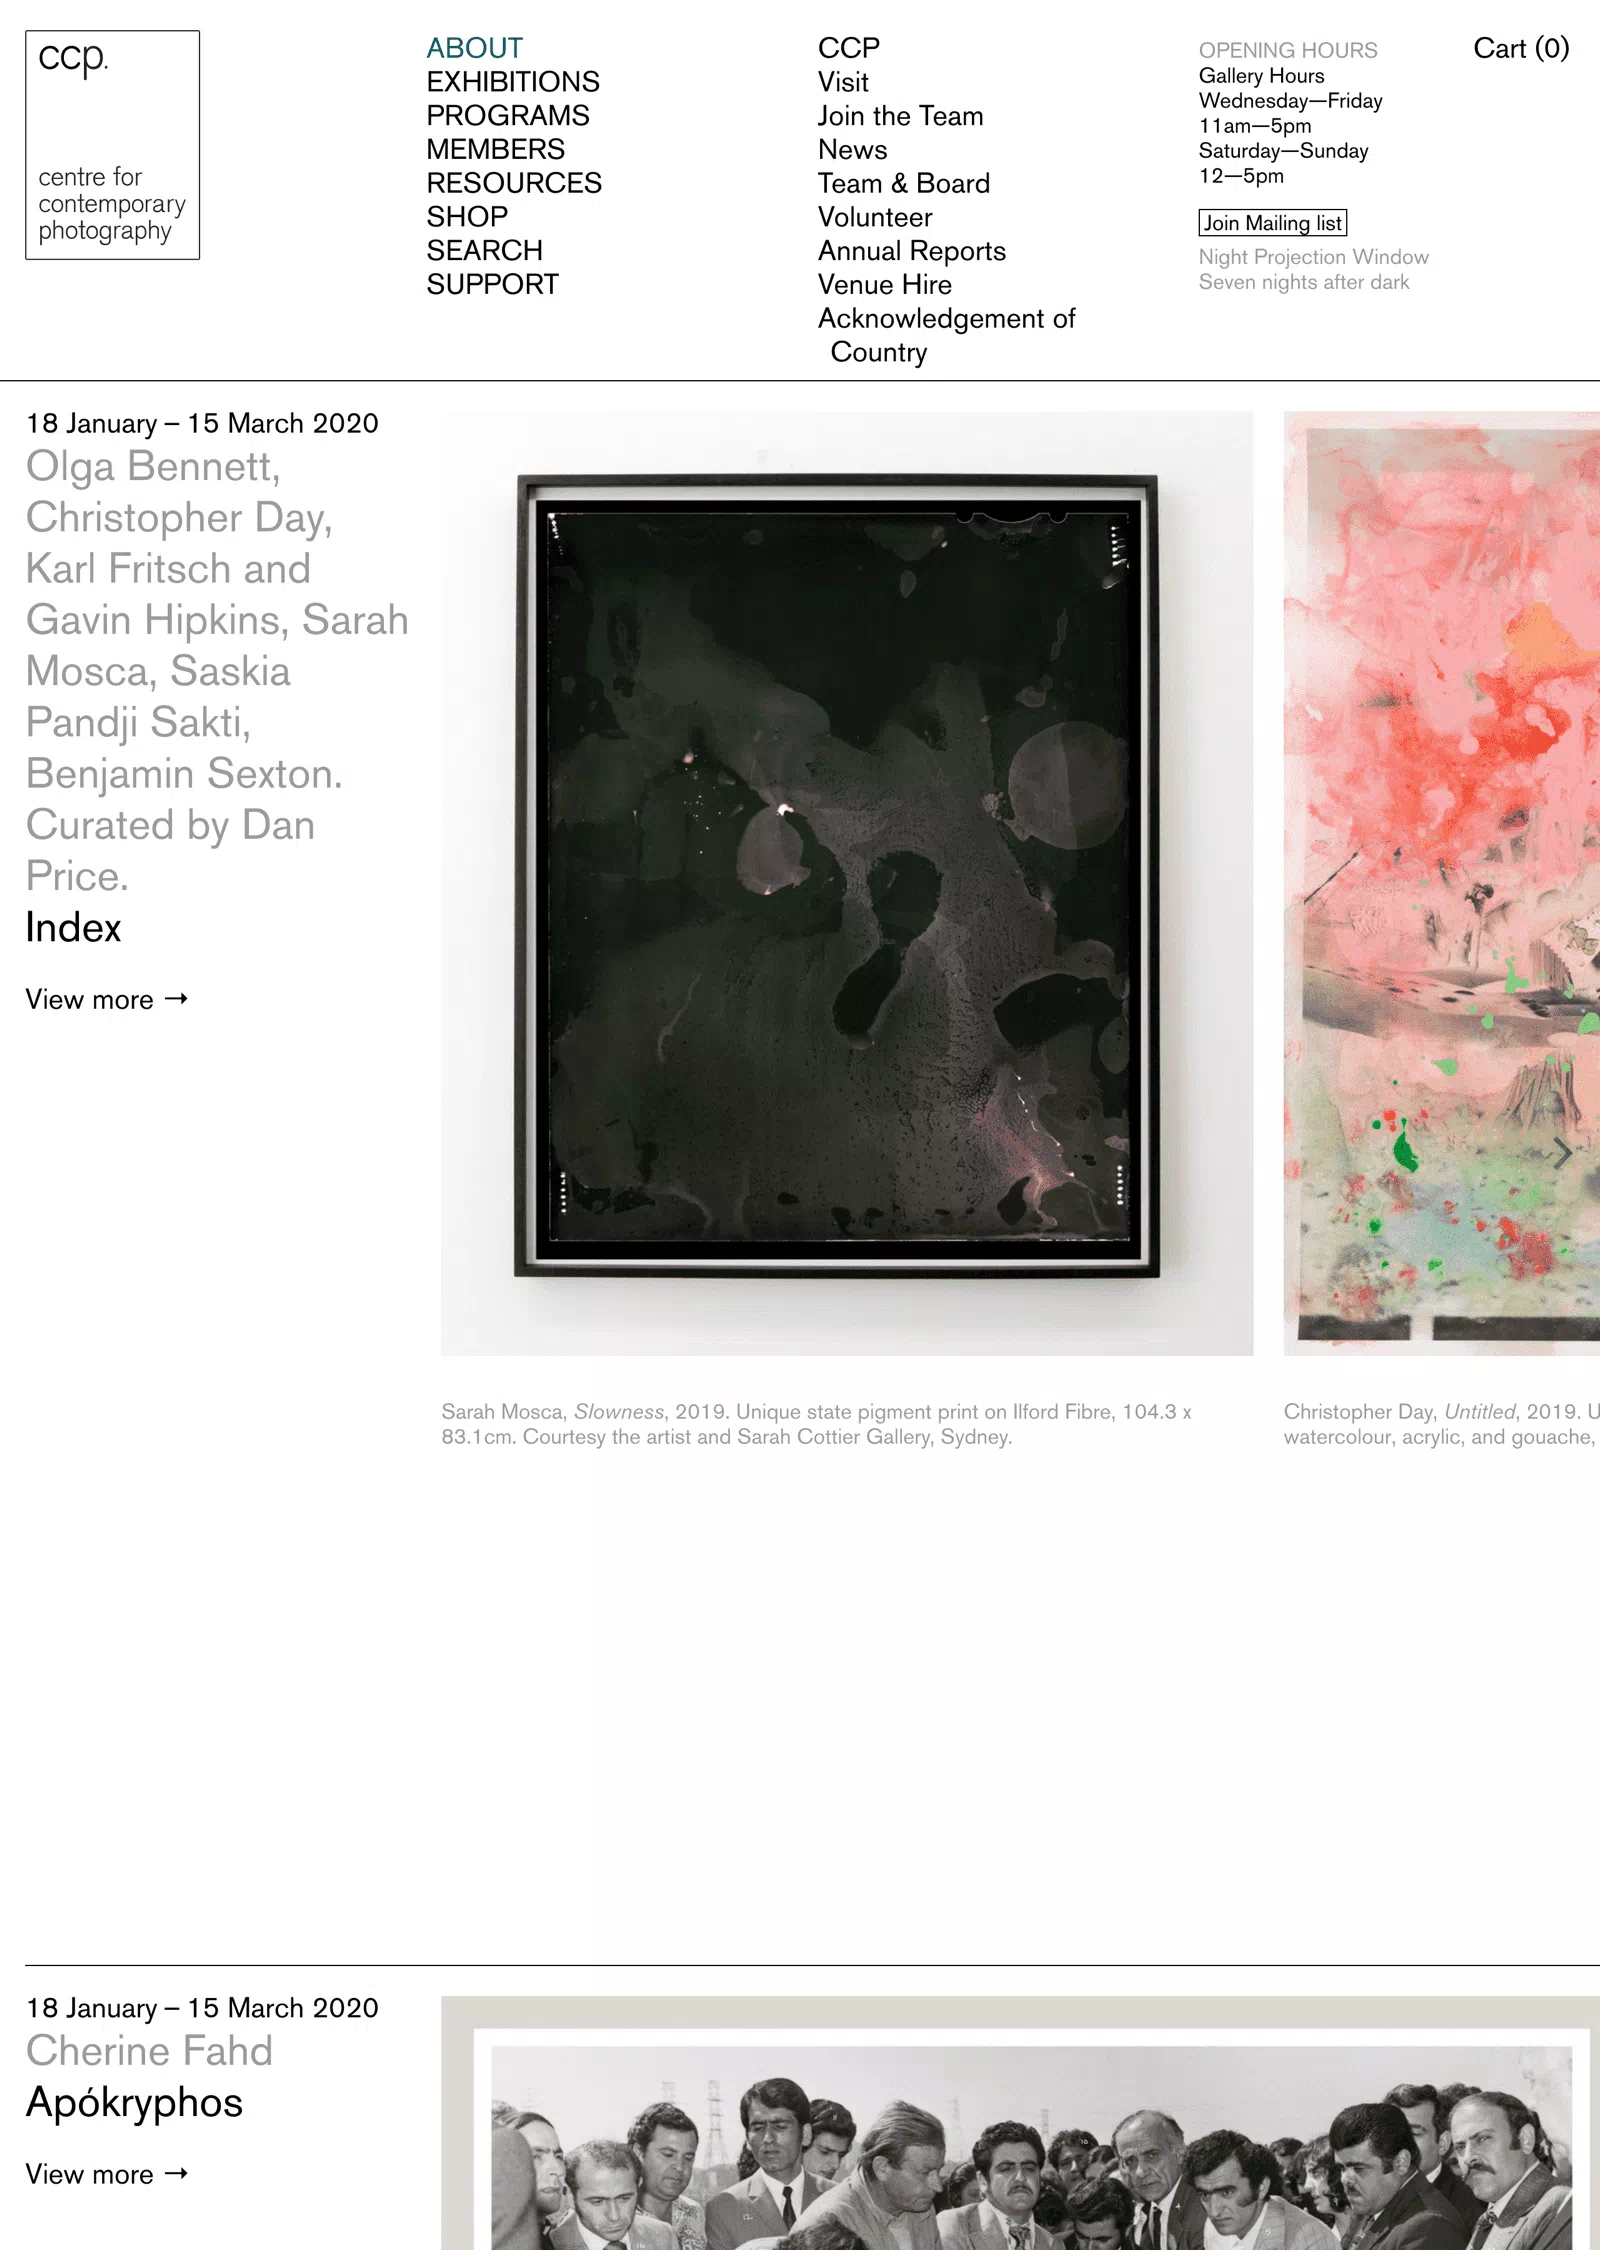 ccp.
centre for
contemporary
photography
ABOUT
EXHIBITIONS
PROGRAMS
MEMBERS
RESOURCES
SHOP
SEARCH
SUPPORT
CCP
Visit
Join the Team
News
Team & Board
Volunteer
Annual Reports
Venue Hire
Acknowledgement of
Country
OPENING HOURS
Gallery Hours
Wednesday—Friday
11am—5pm
Saturday—Sunday
12—5pm
Join Mailing list
Night Projection Window
Seven nights after dark
Cart (0)
18 January – 15 March 2020
Olga Bennett,
Christopher Day,
Karl Fritsch and
Gavin Hipkins, Sarah
Mosca, Saskia
Pandji Sakti,
Benjamin Sexton.
Curated by Dan
Price.
Index
View more →
Sarah Mosca, Slowness, 2019. Unique state pigment print on Ilford Fibre, 104.3 x
83.1cm. Courtesy the artist and Sarah Cottier Gallery, Sydney.
Christopher Day, Untitled, 2019. U
watercolour, acrylic, and gouache,
18 January – 15 March 2020
Cherine Fahd
Apókryphos
View more →